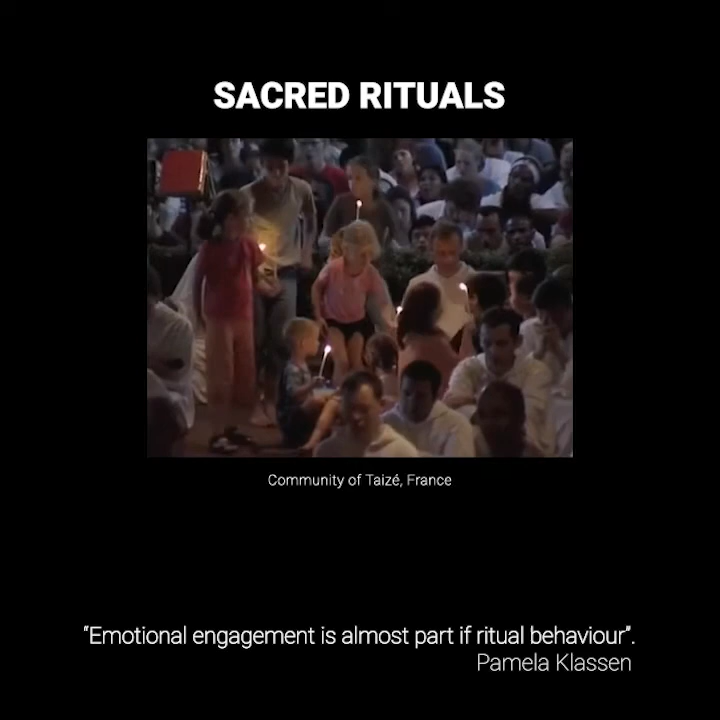 SACRED RITUALS
Community of Taizé, France
“Emotional engagement is almost part if ritual behaviour”.
Pamela Klassen